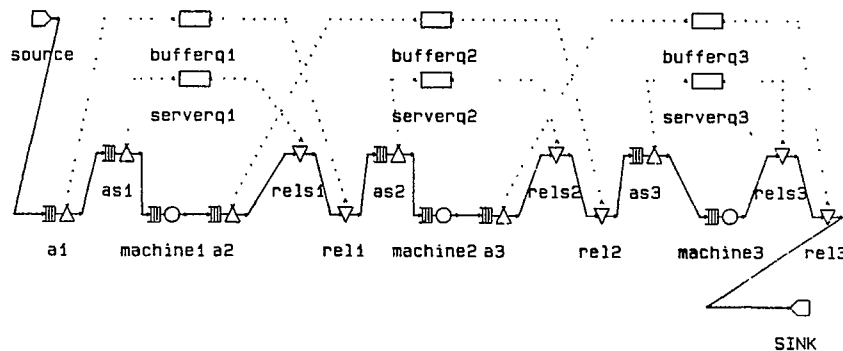 source bufferq1 bufferq2 bufferq3
serverq1 serverq2 serverq3
as1 rels1 as2 rels2 as3 rels3
a1 machine1 a2 rel1 machine2 a3 rel2 machine3 rel3
SINK